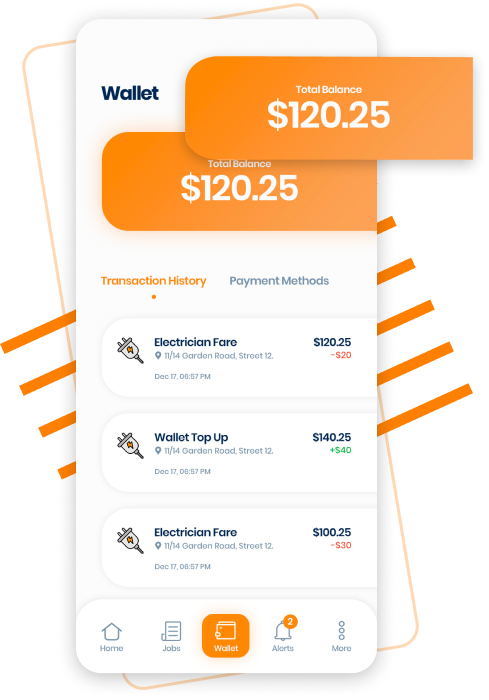 Wallet
Total Balance
$120.25
Total Balance
$120.25
Transaction History
Payment Methods
Electrician Fare
$120.25
11/14 Garden Road, Street 12.
-$20
Dec 17, 06:57 PM
Wallet Top Up
$140.25
11/14 Garden Road, Street 12.
+$40
Dec 17, 06:57 PM
Electrician Fare
$100.25
11/14 Garden Road, Street 12.
-$30
Dec 17, 06:57 PM
2
Home
Jobs
Wallet
Alerts
More